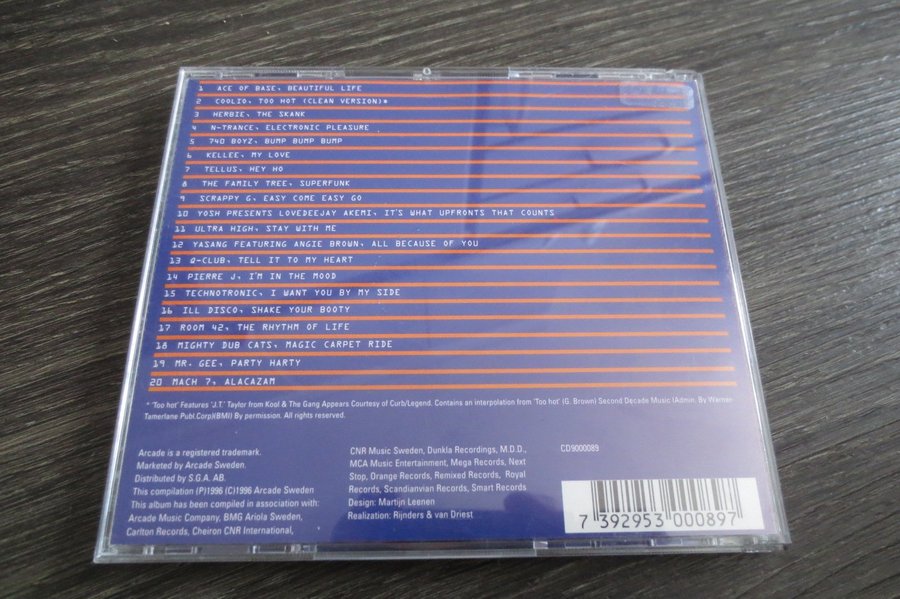 1 ACE OF BASE, BEAUTIFUL LIFE
2 COOLIO, TOO HOT (CLEAN VERSION)*
3 HERBIE, THE SKANK
4 N-TRANCE, ELECTRONIC PLEASURE
5 740 BOYZ, BUMP BUMP BUMP
6 KELLEE, MY LOVE
7 TELLUS, HEY HO
8 THE FAMILY TREE, SUPERFUNK
9 SCRAPPY G, EASY COME EASY GO
10 YOSH PRESENTS LOVEDEEJAY AKEMI, IT'S WHAT UPFRONTS THAT COUNTS
11 ULTRA HIGH, STAY WITH ME
12 YASANG FEATURING ANGIE BROWN, ALL BECAUSE OF YOU
13 Q-CLUB, TELL IT TO MY HEART
14 PIERRE J, I'M IN THE MOOD
15 TECHNOTRONIC, I WANT YOU BY MY SIDE
16 ILL DISCO, SHAKE YOUR BOOTY
17 ROOM 42, THE RHYTHM OF LIFE
18 MIGHTY DUB CATS, MAGIC CARPET RIDE
19 MR. GEE, PARTY HARTY
20 MACH 7, ALACAZAM
* 'Too hot' Features 'J.T.' Taylor from Kool & The Gang Appears Courtesy of Curb/Legend. Contains an interpolation from 'Too hot' (G. Brown) Second Decade Music (Admin. By Warner
Tamerlane Publ.Corp)(BMI) By permission. All rights reserved.
Arcade is a registered trademark.
Marketed by Arcade Sweden.
Distributed by S.G.A. AB.
This compilation (P)1996 (C)1996 Arcade Sweden
This album has been compiled in association with:
Arcade Music Company, BMG Ariola Sweden,
Carlton Records, Cheiron CNR International,
CNR Music Sweden, Dunkla Recordings, M.D.D.,
MCA Music Entertainment, Mega Records, Next
Stop, Orange Records, Remixed Records, Royal
Records, Scandianvian Records, Smart Records
Design: Martijn Leenen
Realization: Rijnders & van Driest
CD9000089
7 392953 000897